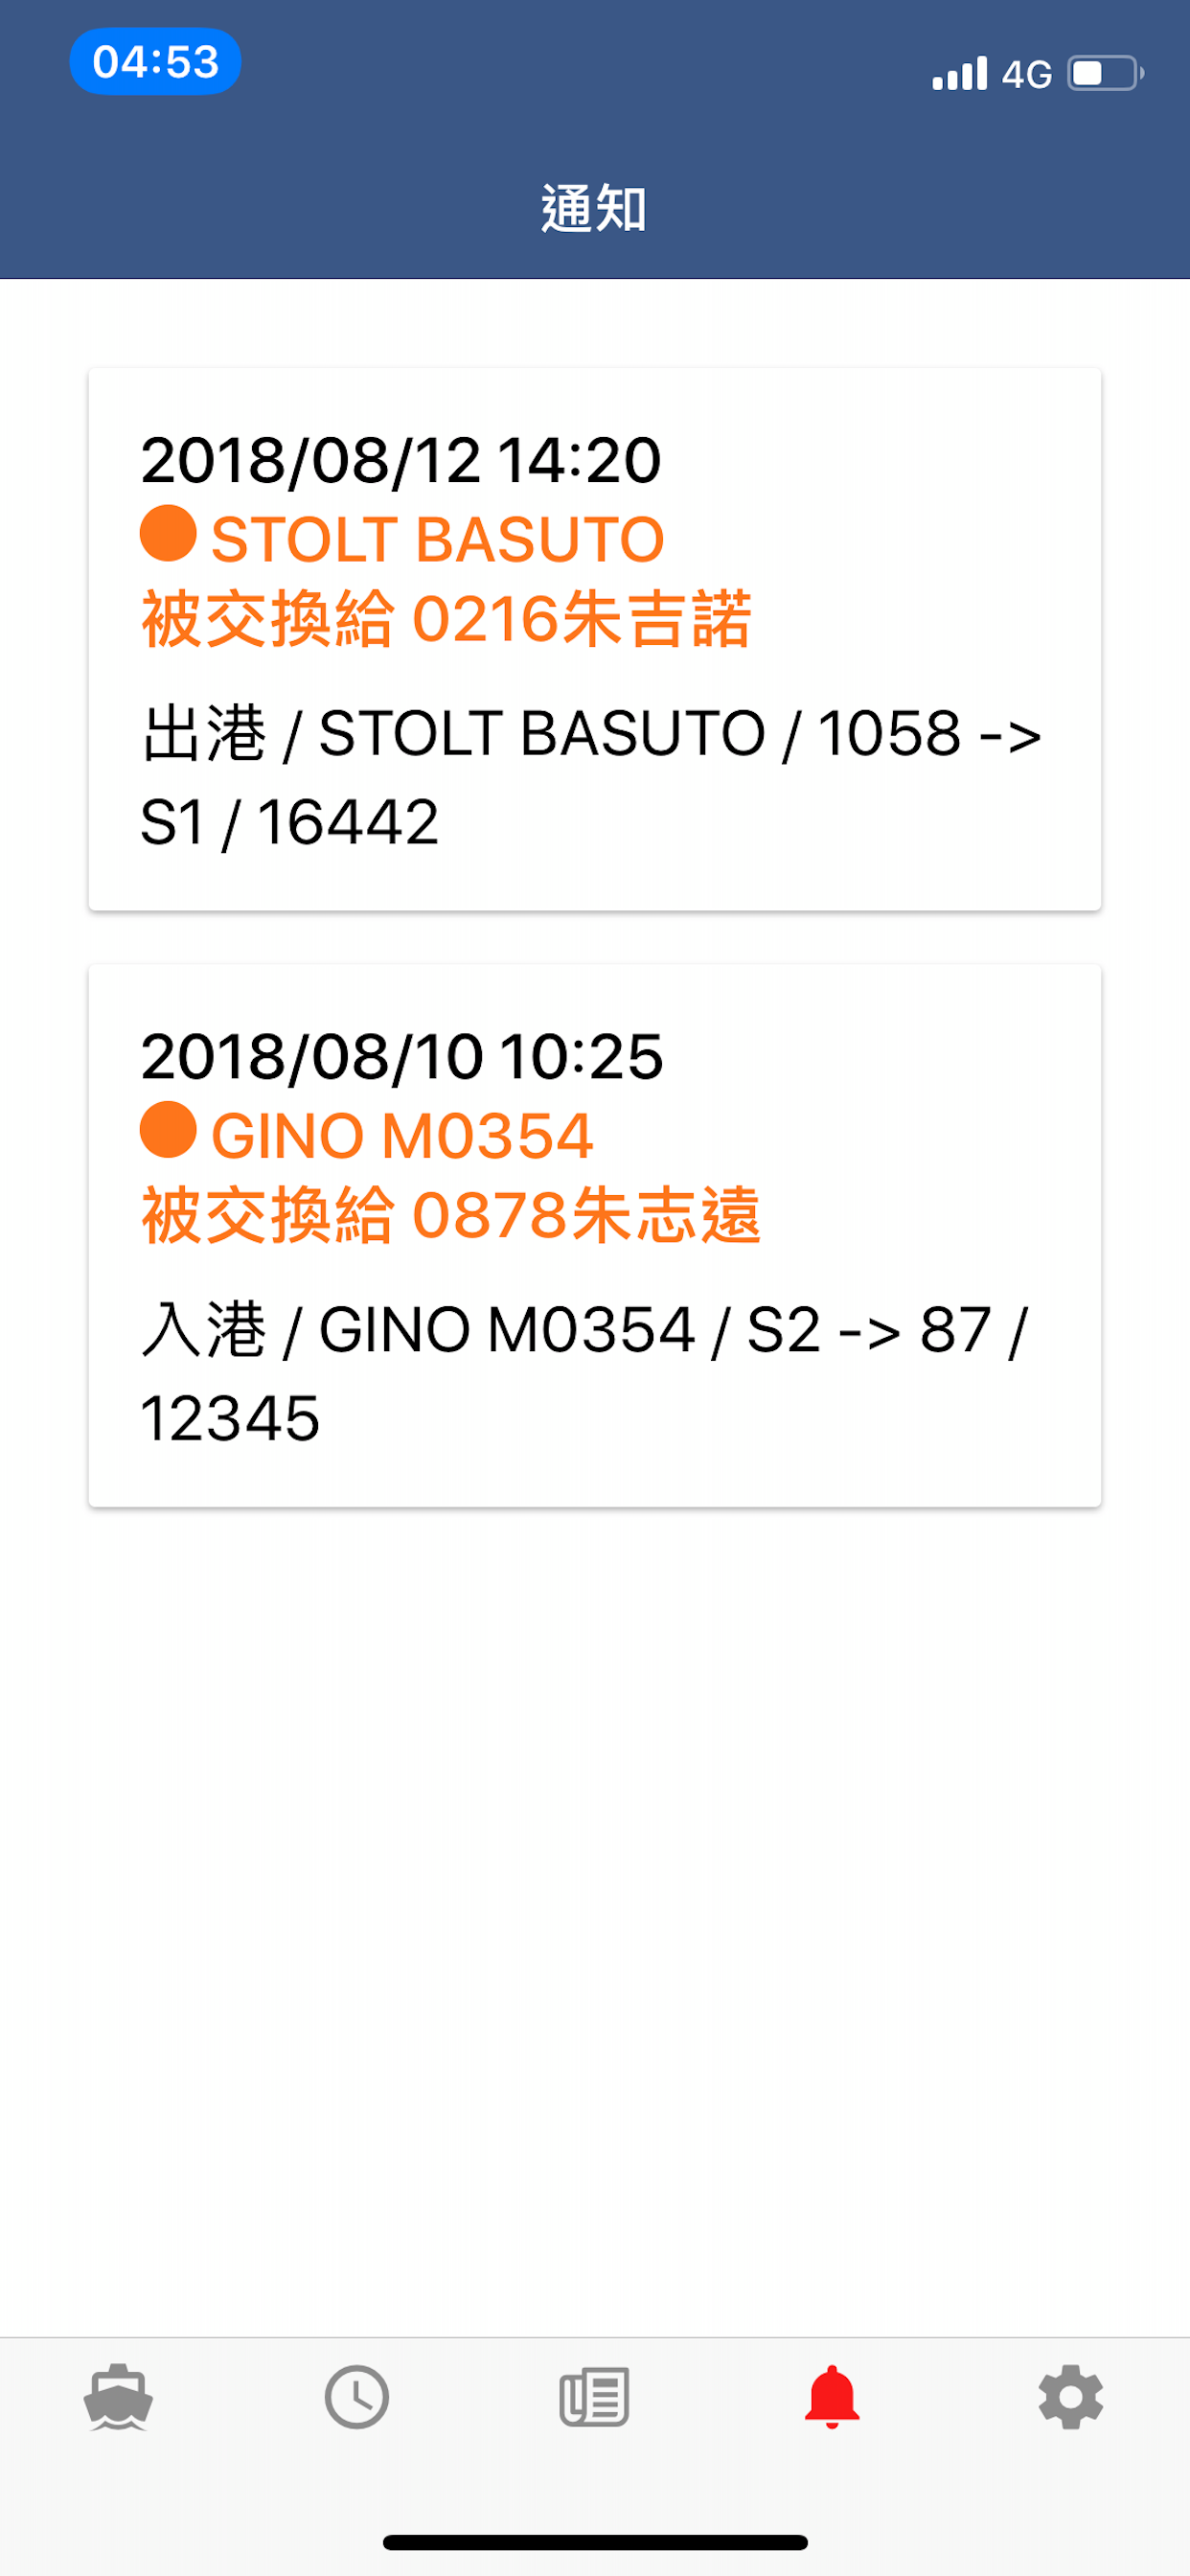 04:53
4G
通知
2018/08/12 14:20
STOLT BASUTO
被交換給 0216朱吉諾
出港 / STOLT BASUTO / 1058 ->
S1 / 16442
2018/08/10 10:25
GINO M0354
被交換給 0878朱志遠
入港 / GINO M0354 / S2 -> 87 /
12345